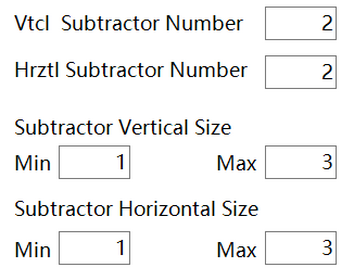 Vtcl  Subtractor Number 2
Hrztl Subtractor Number 2
Subtractor Vertical Size
Min 1 Max 3
Subtractor Horizontal Size
Min 1 Max 3